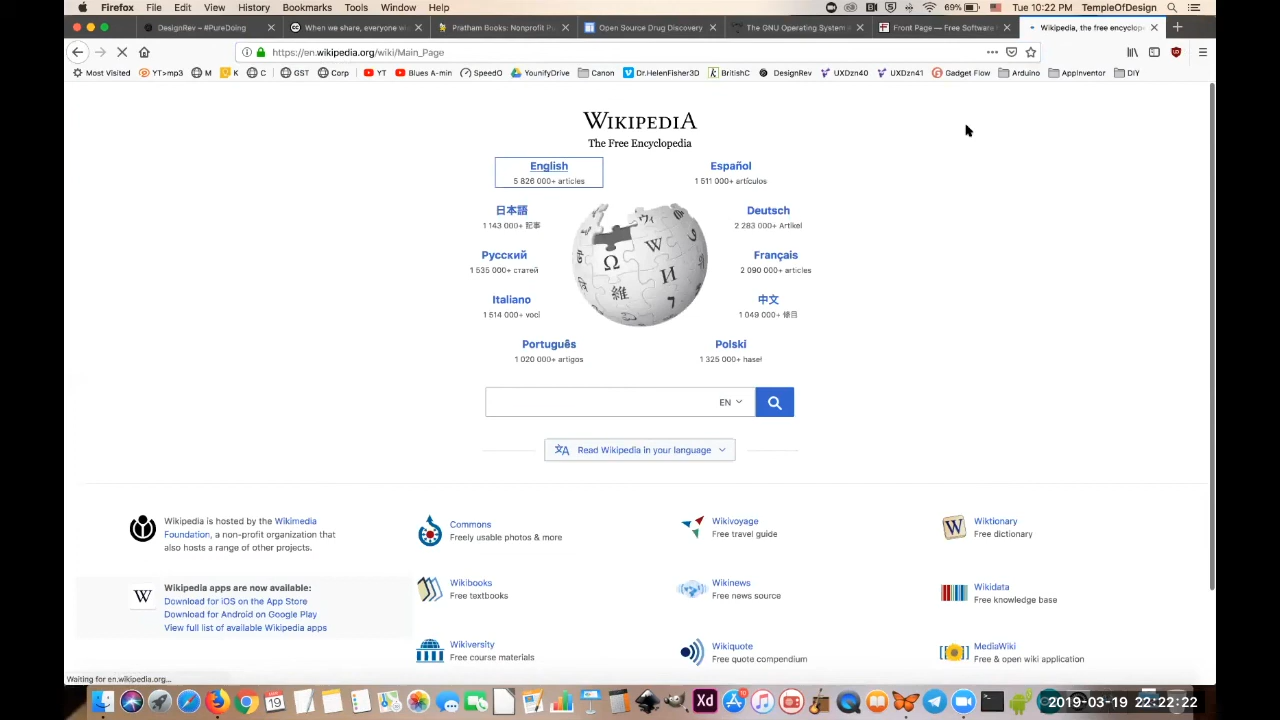 Firefox File Edit View History Bookmarks Tools Window Help 69% Tue 19 Mar 10:22:22 PM TempleOfDesign
DesignRev – #PureDoing × When we share, everyone w × Pratham Books: Nonprofit P × Open Source Drug Discovery × The GNU Operating System × Front Page — Free Software × Wikipedia, the free encyclop ×
https://en.wikipedia.org/wiki/Main_Page
Most Visited YT>mp3 M K C GST Corp YT Blues A-min SpeedO YounifyDrive Canon Dr.HelenFisher3D BritishC DesignRev UXDzn40 UXDzn41 Gadget Flow Arduino AppInventor DIY
WIKIPEDIA
The Free Encyclopedia
English Español
5 826 000+ articles 1 511 000+ artículos
日本語 Deutsch
1 143 000+ 記事 2 283 000+ Artikel
Русский Français
1 535 000+ статей 2 090 000+ articles
Italiano 中文
1 514 000+ voci 1 049 000+ 條目
Português Polski
1 020 000+ artigos 1 325 000+ haseł
EN
Read Wikipedia in your language
Wikipedia is hosted by the Wikimedia
Foundation, a non-profit organization that
also hosts a range of other projects.
Wikipedia apps are now available:
Download for iOS on the App Store
Download for Android on Google Play
View full list of available Wikipedia apps
Commons
Freely usable photos & more
Wikivoyage
Free travel guide
Wiktionary
Free dictionary
Wikibooks
Free textbooks
Wikinews
Free news source
Wikidata
Free knowledge base
Wikiversity
Free course materials
Wikiquote
Free quote compendium
MediaWiki
Free & open wiki application
Waiting for en.wikipedia.org...
19
Xd
2019-03-19 22:22:22